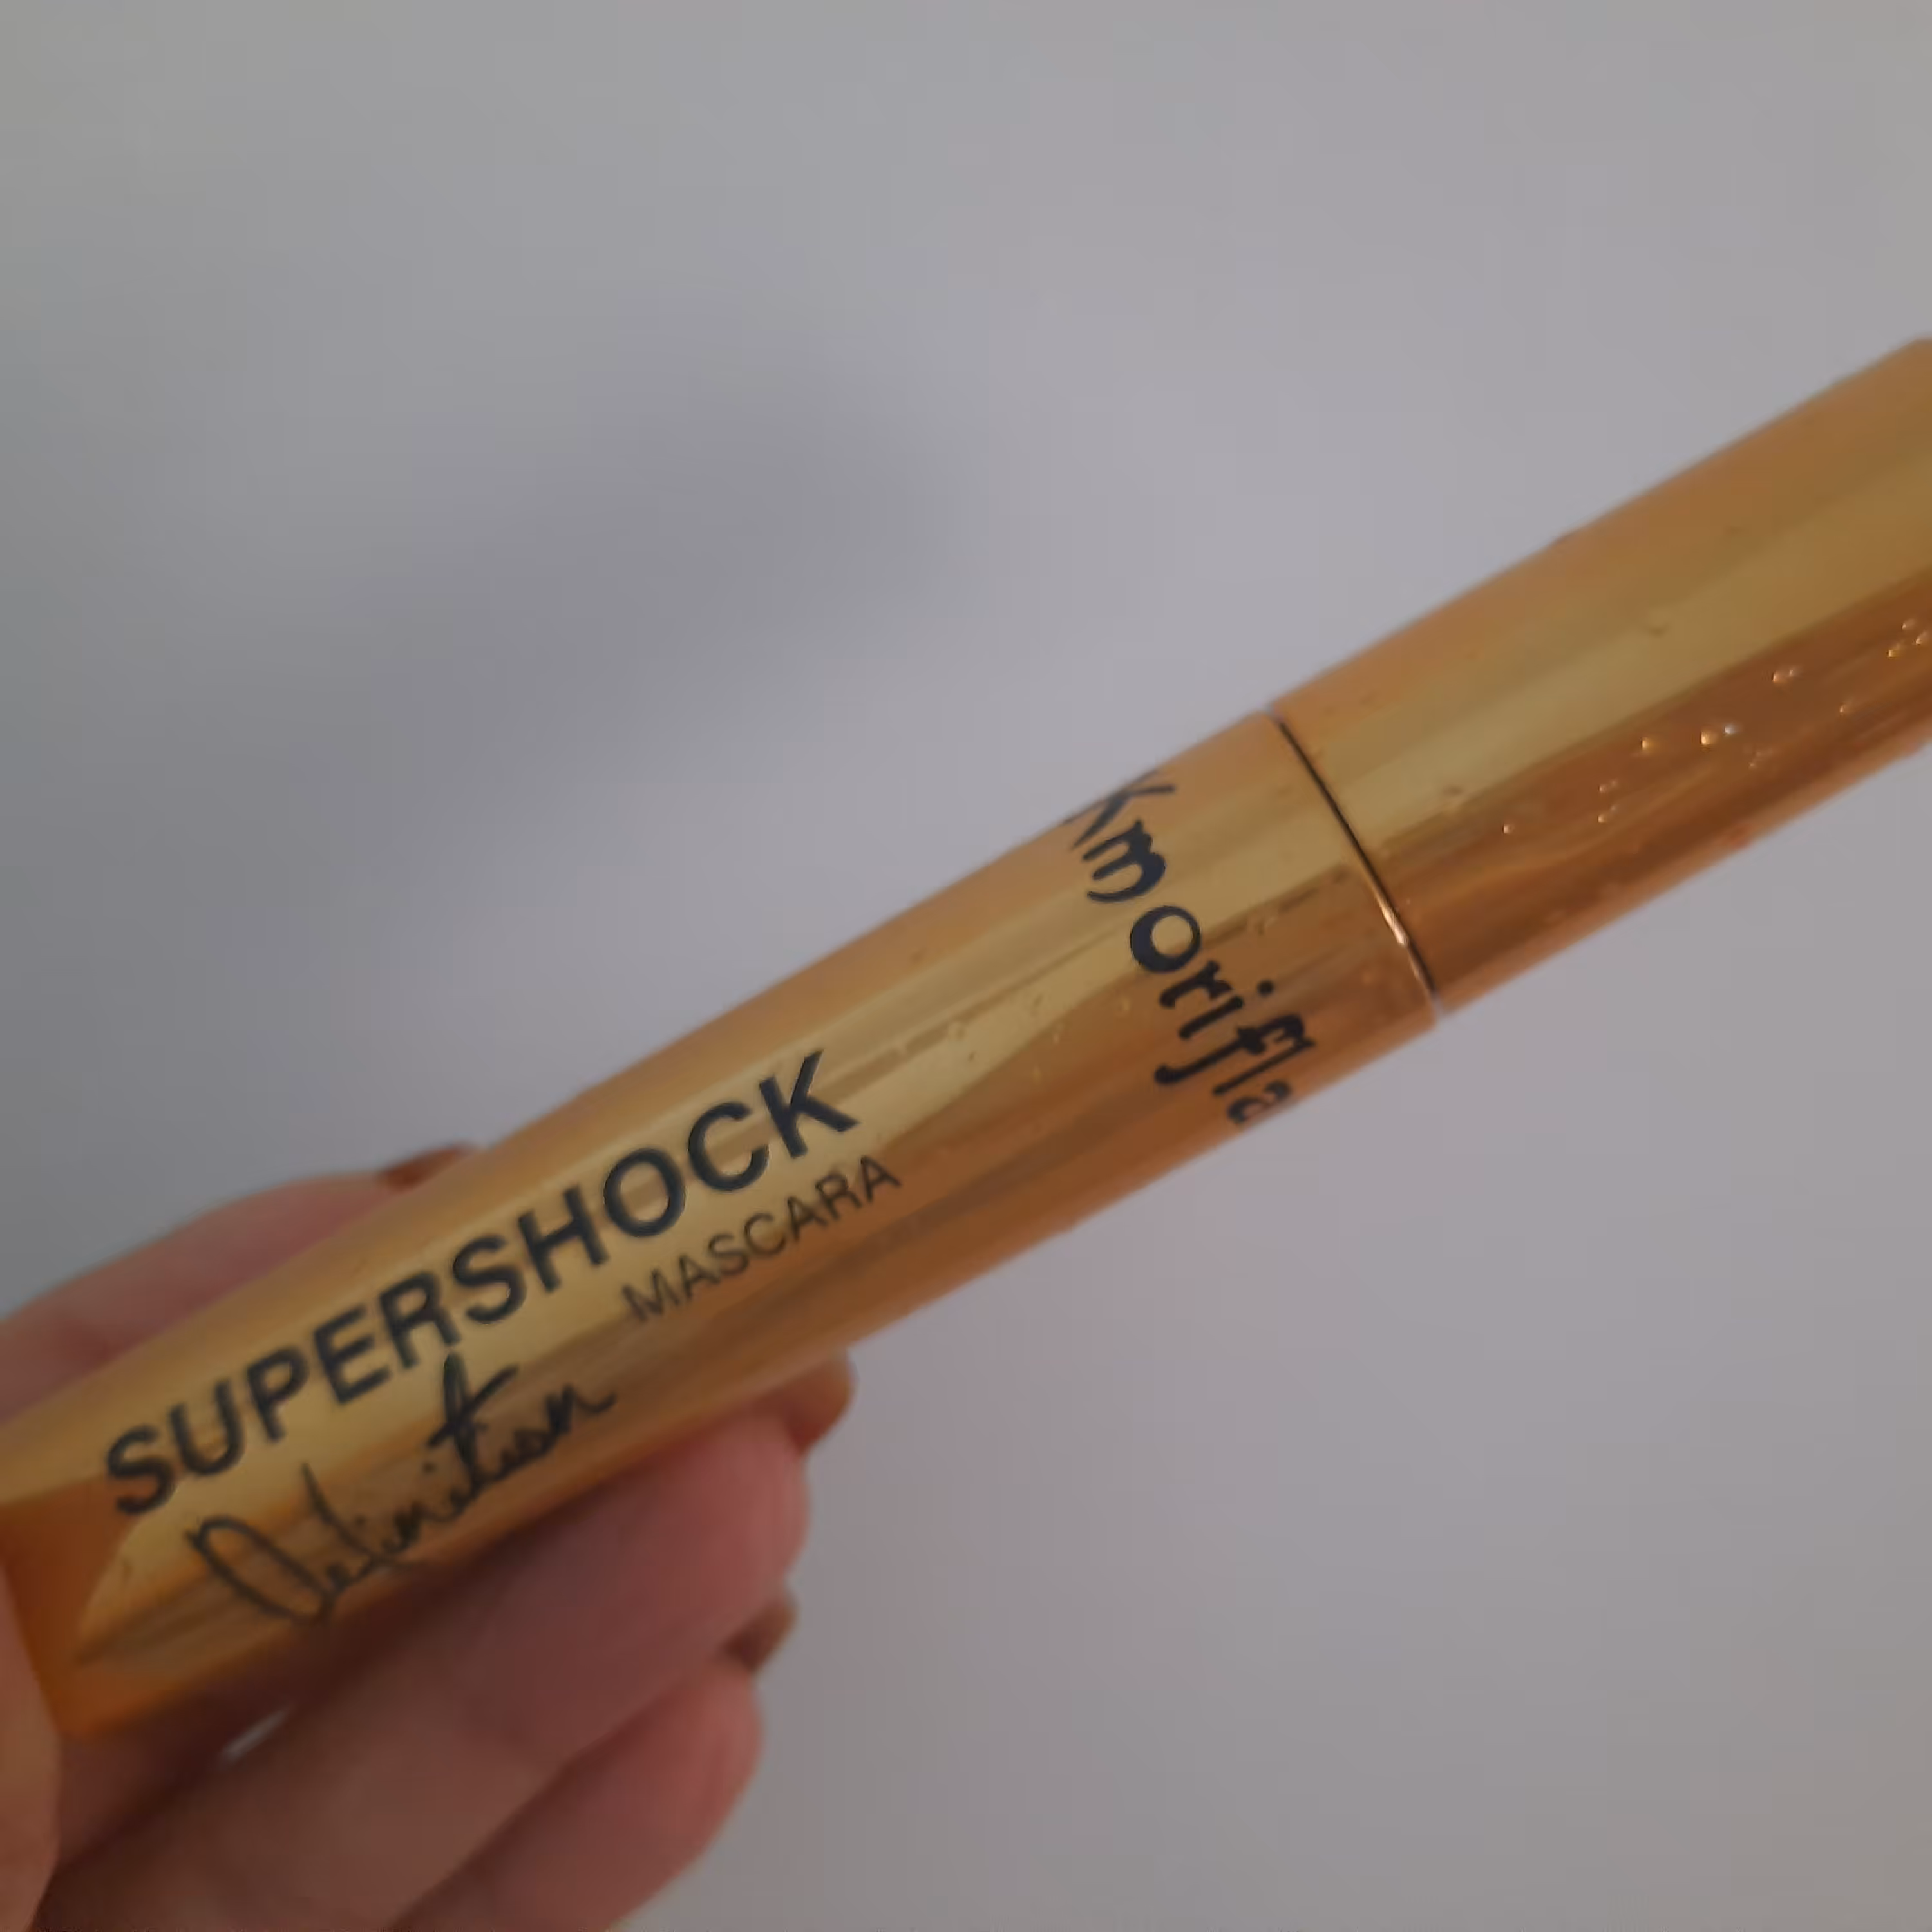 Kmorifla
SUPERSHOCK
MASCARA
Definition